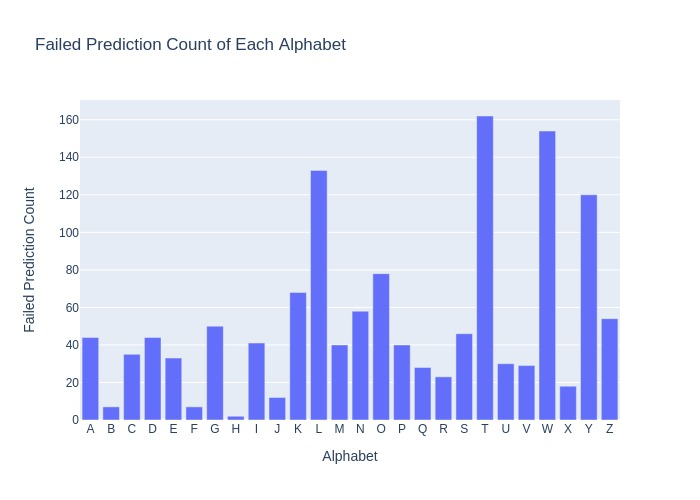 Failed Prediction Count of Each Alphabet
160
140
120
100
80
60
40
20
0
Failed Prediction Count
A B C D E F G H I J K L M N O P Q R S T U V W X Y Z
Alphabet